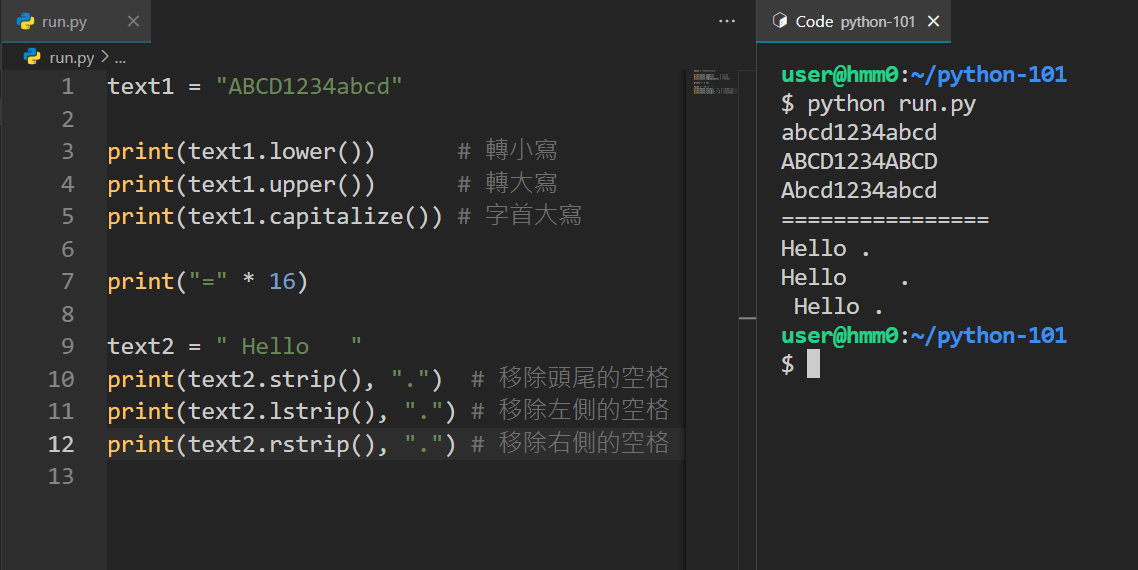 run.py
run.py > ...
1 text1 = "ABCD1234abcd"
2
3 print(text1.lower())      # 轉小寫
4 print(text1.upper())      # 轉大寫
5 print(text1.capitalize()) # 字首大寫
6
7 print("=" * 16)
8
9 text2 = " Hello   "
10 print(text2.strip(), ".")  # 移除頭尾的空格
11 print(text2.lstrip(), ".") # 移除左側的空格
12 print(text2.rstrip(), ".") # 移除右側的空格
13
Code python-101
user@hmm0:~/python-101
$ python run.py
abcd1234abcd
ABCD1234ABCD
Abcd1234abcd
================
Hello .
Hello    .
 Hello .
user@hmm0:~/python-101
$